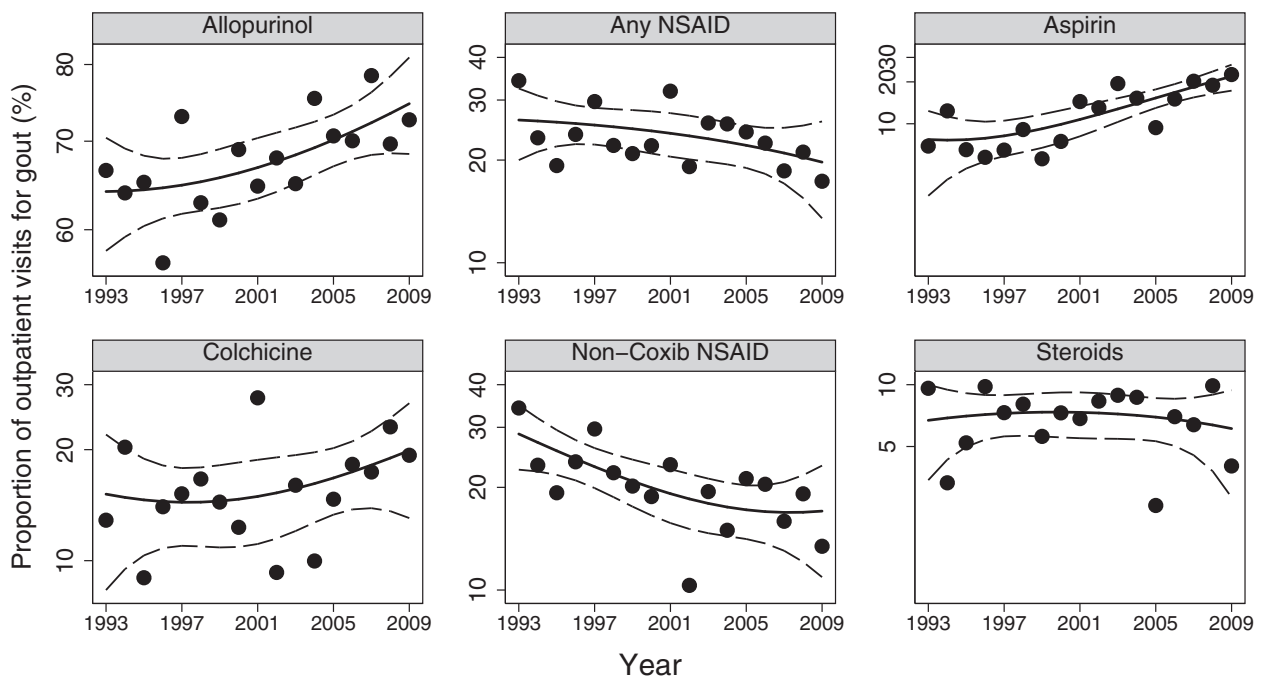 Proportion of outpatient visits for gout (%)
Allopurinol
80
70
60
1993 1997 2001 2005 2009
Any NSAID
40
30
20
10
1993 1997 2001 2005 2009
Aspirin
30
20
10
1993 1997 2001 2005 2009
Colchicine
30
20
10
1993 1997 2001 2005 2009
Non−Coxib NSAID
40
30
20
10
1993 1997 2001 2005 2009
Steroids
10
5
1993 1997 2001 2005 2009
Year